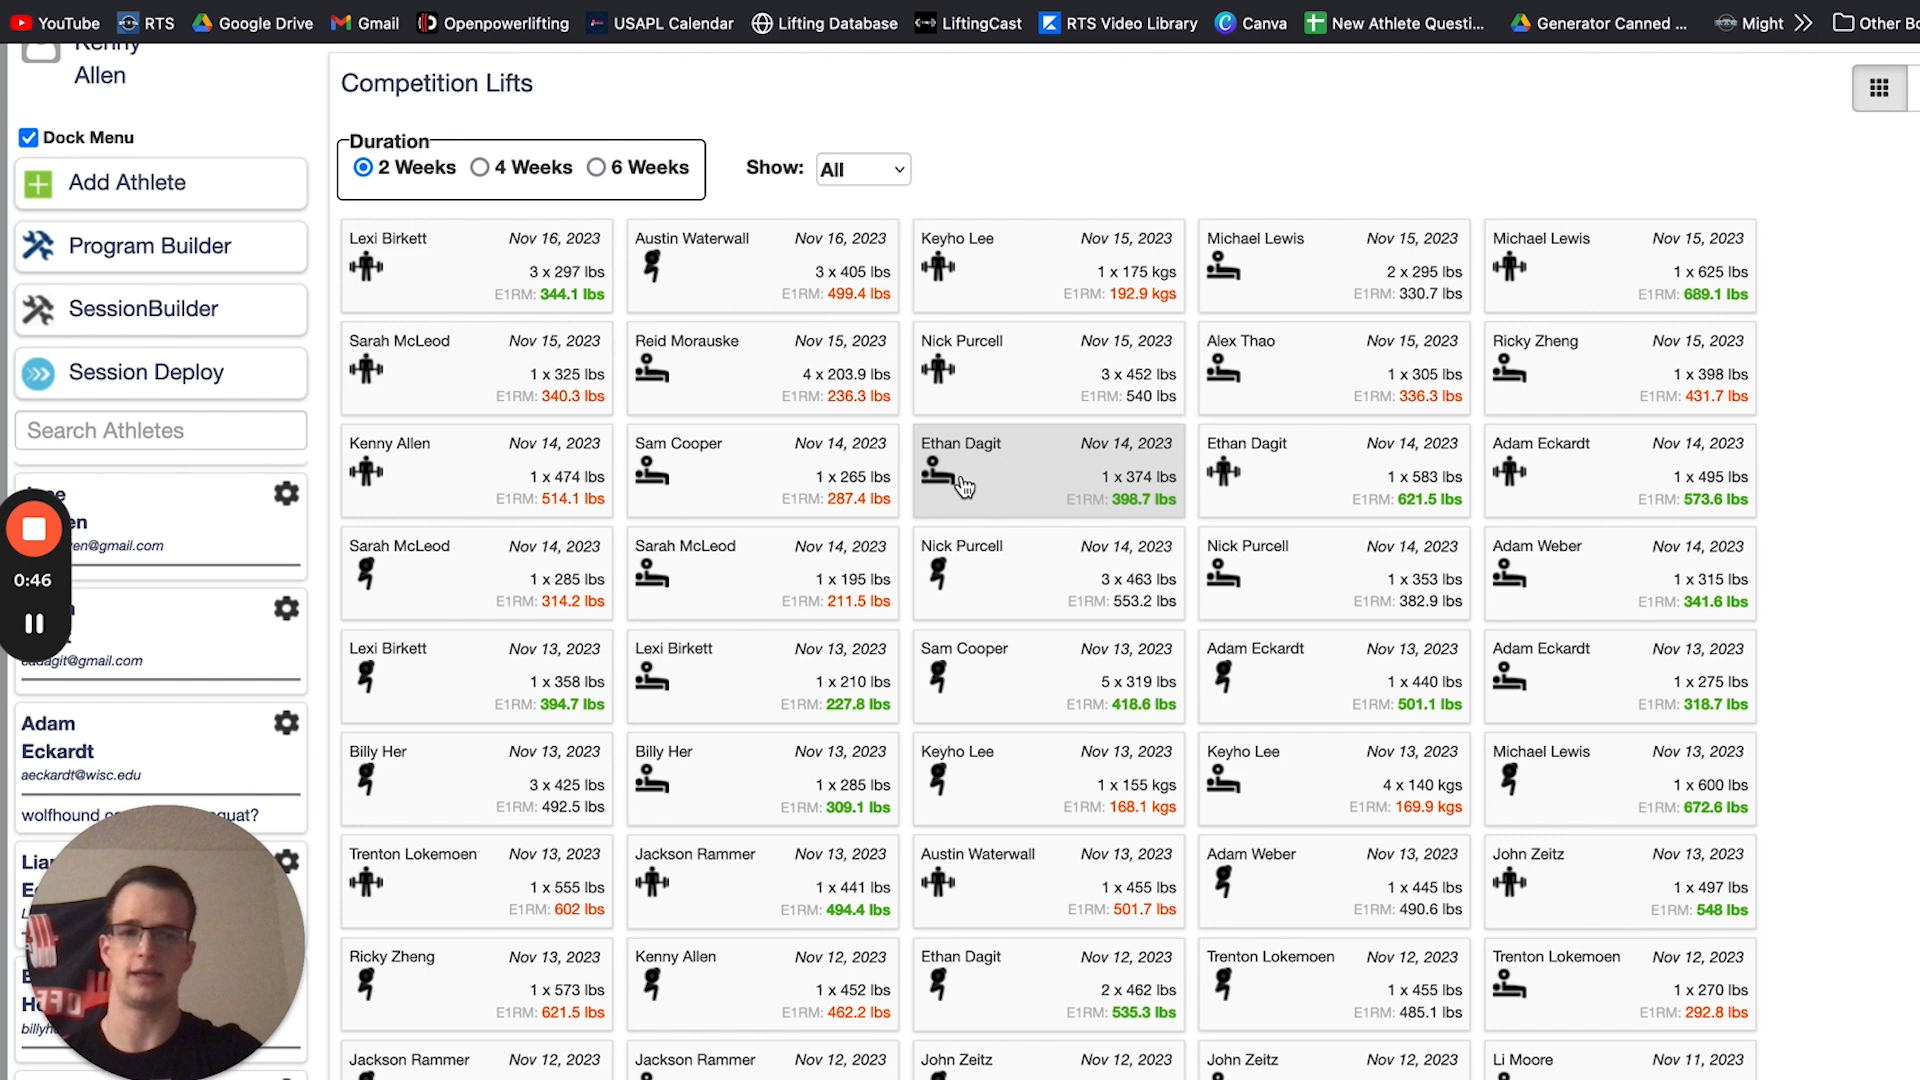 YouTube RTS Google Drive Gmail Openpowerlifting USAPL Calendar Lifting Database LiftingCast RTS Video Library Canva New Athlete Questi... Generator Canned ... Might Other Bo
Kenny
Allen
Dock Menu
Add Athlete
Program Builder
SessionBuilder
Session Deploy
Search Athletes
en@gmail.com
0:46
eadagit@gmail.com
Adam
Eckardt
aeckardt@wisc.edu
wolfhound
quat?
Competition Lifts
Duration
2 Weeks 4 Weeks 6 Weeks
Show: All
Lexi Birkett Nov 16, 2023
3 x 297 lbs
E1RM: 344.1 lbs
Austin Waterwall Nov 16, 2023
3 x 405 lbs
E1RM: 499.4 lbs
Keyho Lee Nov 15, 2023
1 x 175 kgs
E1RM: 192.9 kgs
Michael Lewis Nov 15, 2023
2 x 295 lbs
E1RM: 330.7 lbs
Michael Lewis Nov 15, 2023
1 x 625 lbs
E1RM: 689.1 lbs
Sarah McLeod Nov 15, 2023
1 x 325 lbs
E1RM: 340.3 lbs
Reid Morauske Nov 15, 2023
4 x 203.9 lbs
E1RM: 236.3 lbs
Nick Purcell Nov 15, 2023
3 x 452 lbs
E1RM: 540 lbs
Alex Thao Nov 15, 2023
1 x 305 lbs
E1RM: 336.3 lbs
Ricky Zheng Nov 15, 2023
1 x 398 lbs
E1RM: 431.7 lbs
Kenny Allen Nov 14, 2023
1 x 474 lbs
E1RM: 514.1 lbs
Sam Cooper Nov 14, 2023
1 x 265 lbs
E1RM: 287.4 lbs
Ethan Dagit Nov 14, 2023
1 x 374 lbs
E1RM: 398.7 lbs
Ethan Dagit Nov 14, 2023
1 x 583 lbs
E1RM: 621.5 lbs
Adam Eckardt Nov 14, 2023
1 x 495 lbs
E1RM: 573.6 lbs
Sarah McLeod Nov 14, 2023
1 x 285 lbs
E1RM: 314.2 lbs
Sarah McLeod Nov 14, 2023
1 x 195 lbs
E1RM: 211.5 lbs
Nick Purcell Nov 14, 2023
3 x 463 lbs
E1RM: 553.2 lbs
Nick Purcell Nov 14, 2023
1 x 353 lbs
E1RM: 382.9 lbs
Adam Weber Nov 14, 2023
1 x 315 lbs
E1RM: 341.6 lbs
Lexi Birkett Nov 13, 2023
1 x 358 lbs
E1RM: 394.7 lbs
Lexi Birkett Nov 13, 2023
1 x 210 lbs
E1RM: 227.8 lbs
Sam Cooper Nov 13, 2023
5 x 319 lbs
E1RM: 418.6 lbs
Adam Eckardt Nov 13, 2023
1 x 440 lbs
E1RM: 501.1 lbs
Adam Eckardt Nov 13, 2023
1 x 275 lbs
E1RM: 318.7 lbs
Billy Her Nov 13, 2023
3 x 425 lbs
E1RM: 492.5 lbs
Billy Her Nov 13, 2023
1 x 285 lbs
E1RM: 309.1 lbs
Keyho Lee Nov 13, 2023
1 x 155 kgs
E1RM: 168.1 kgs
Keyho Lee Nov 13, 2023
4 x 140 kgs
E1RM: 169.9 kgs
Michael Lewis Nov 13, 2023
1 x 600 lbs
E1RM: 672.6 lbs
Trenton Lokemoen Nov 13, 2023
1 x 555 lbs
E1RM: 602 lbs
Jackson Rammer Nov 13, 2023
1 x 441 lbs
E1RM: 494.4 lbs
Austin Waterwall Nov 13, 2023
1 x 455 lbs
E1RM: 501.7 lbs
Adam Weber Nov 13, 2023
1 x 445 lbs
E1RM: 490.6 lbs
John Zeitz Nov 13, 2023
1 x 497 lbs
E1RM: 548 lbs
Ricky Zheng Nov 13, 2023
1 x 573 lbs
E1RM: 621.5 lbs
Kenny Allen Nov 12, 2023
1 x 452 lbs
E1RM: 462.2 lbs
Ethan Dagit Nov 12, 2023
2 x 462 lbs
E1RM: 535.3 lbs
Trenton Lokemoen Nov 12, 2023
1 x 455 lbs
E1RM: 485.1 lbs
Trenton Lokemoen Nov 12, 2023
1 x 270 lbs
E1RM: 292.8 lbs
Jackson Rammer Nov 12, 2023
Jackson Rammer Nov 12, 2023
John Zeitz Nov 12, 2023
John Zeitz Nov 12, 2023
Li Moore Nov 11, 2023